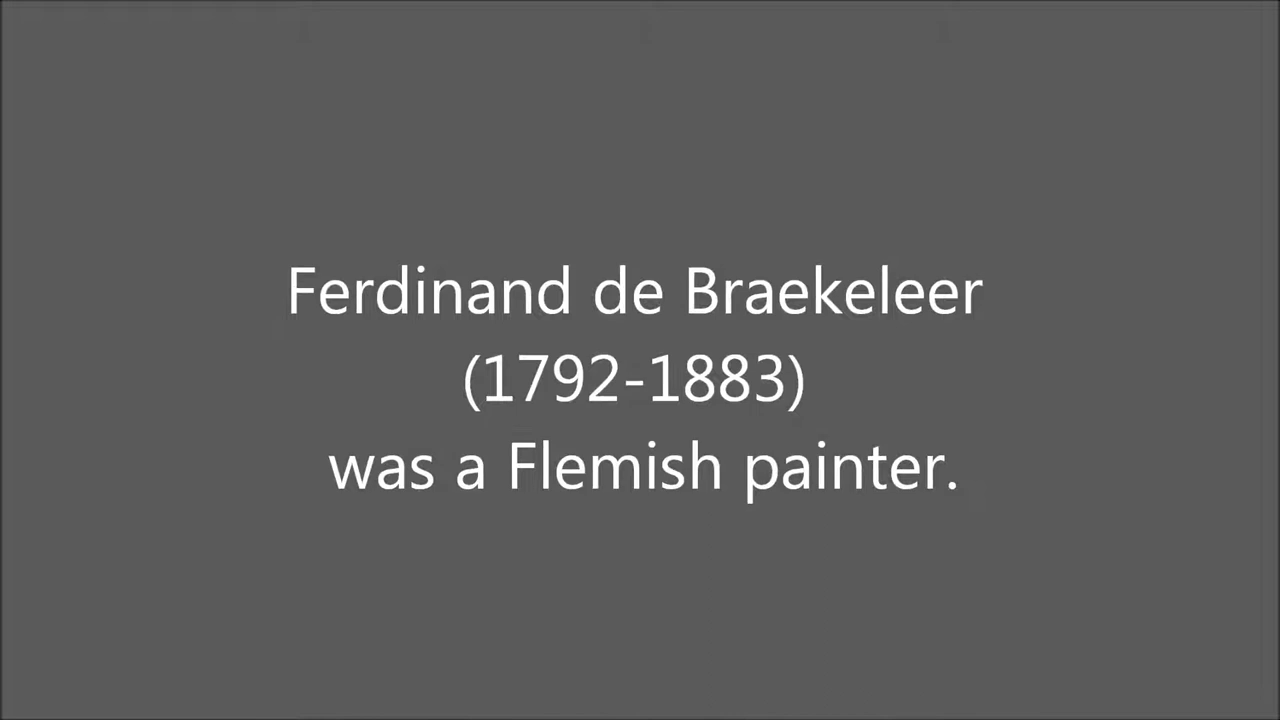 Ferdinand de Braekeleer
(1792-1883)
was a Flemish painter.